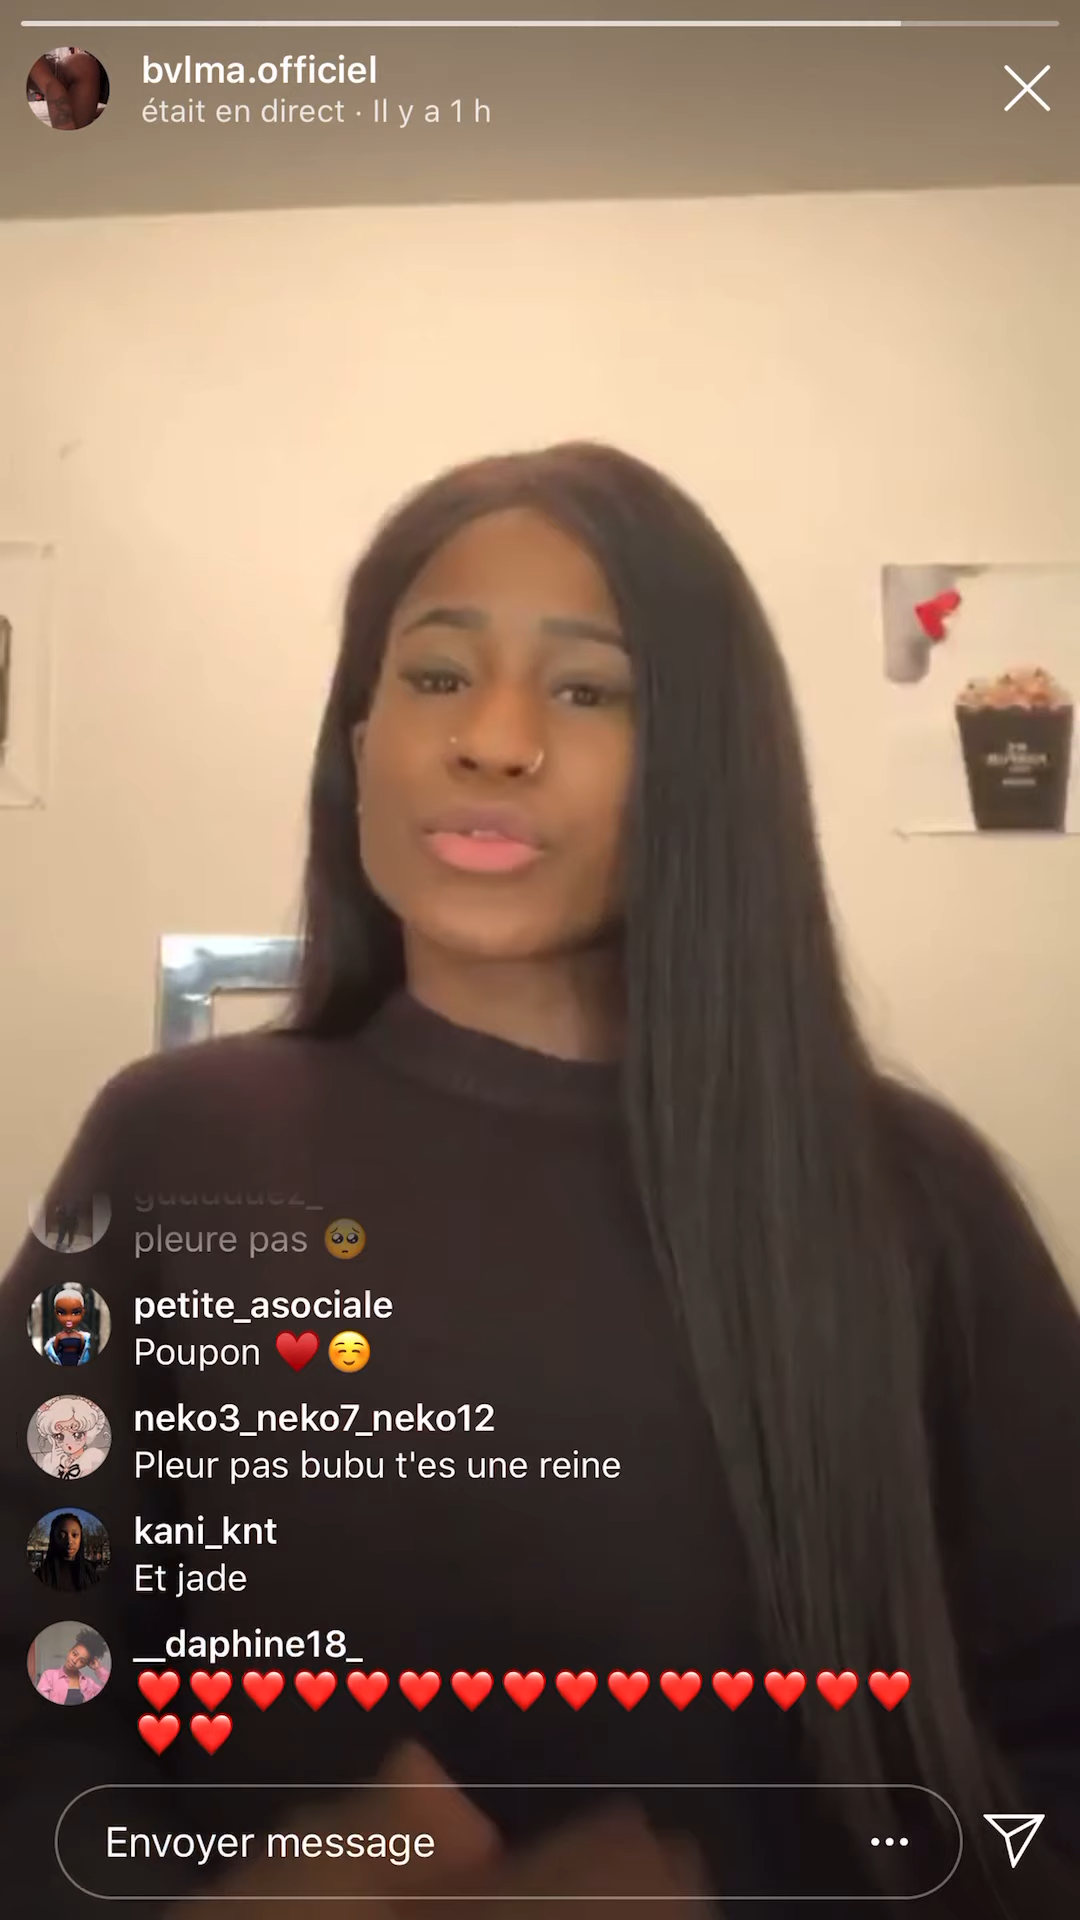 bvlma.officiel
était en direct · Il y a 1 h
pleure pas 🥺
petite_asociale
Poupon ♥️☺️
neko3_neko7_neko12
Pleur pas bubu t'es une reine
kani_knt
Et jade
__daphine18_
❤️❤️❤️❤️❤️❤️❤️❤️❤️❤️❤️❤️❤️❤️❤️
❤️❤️
Envoyer message